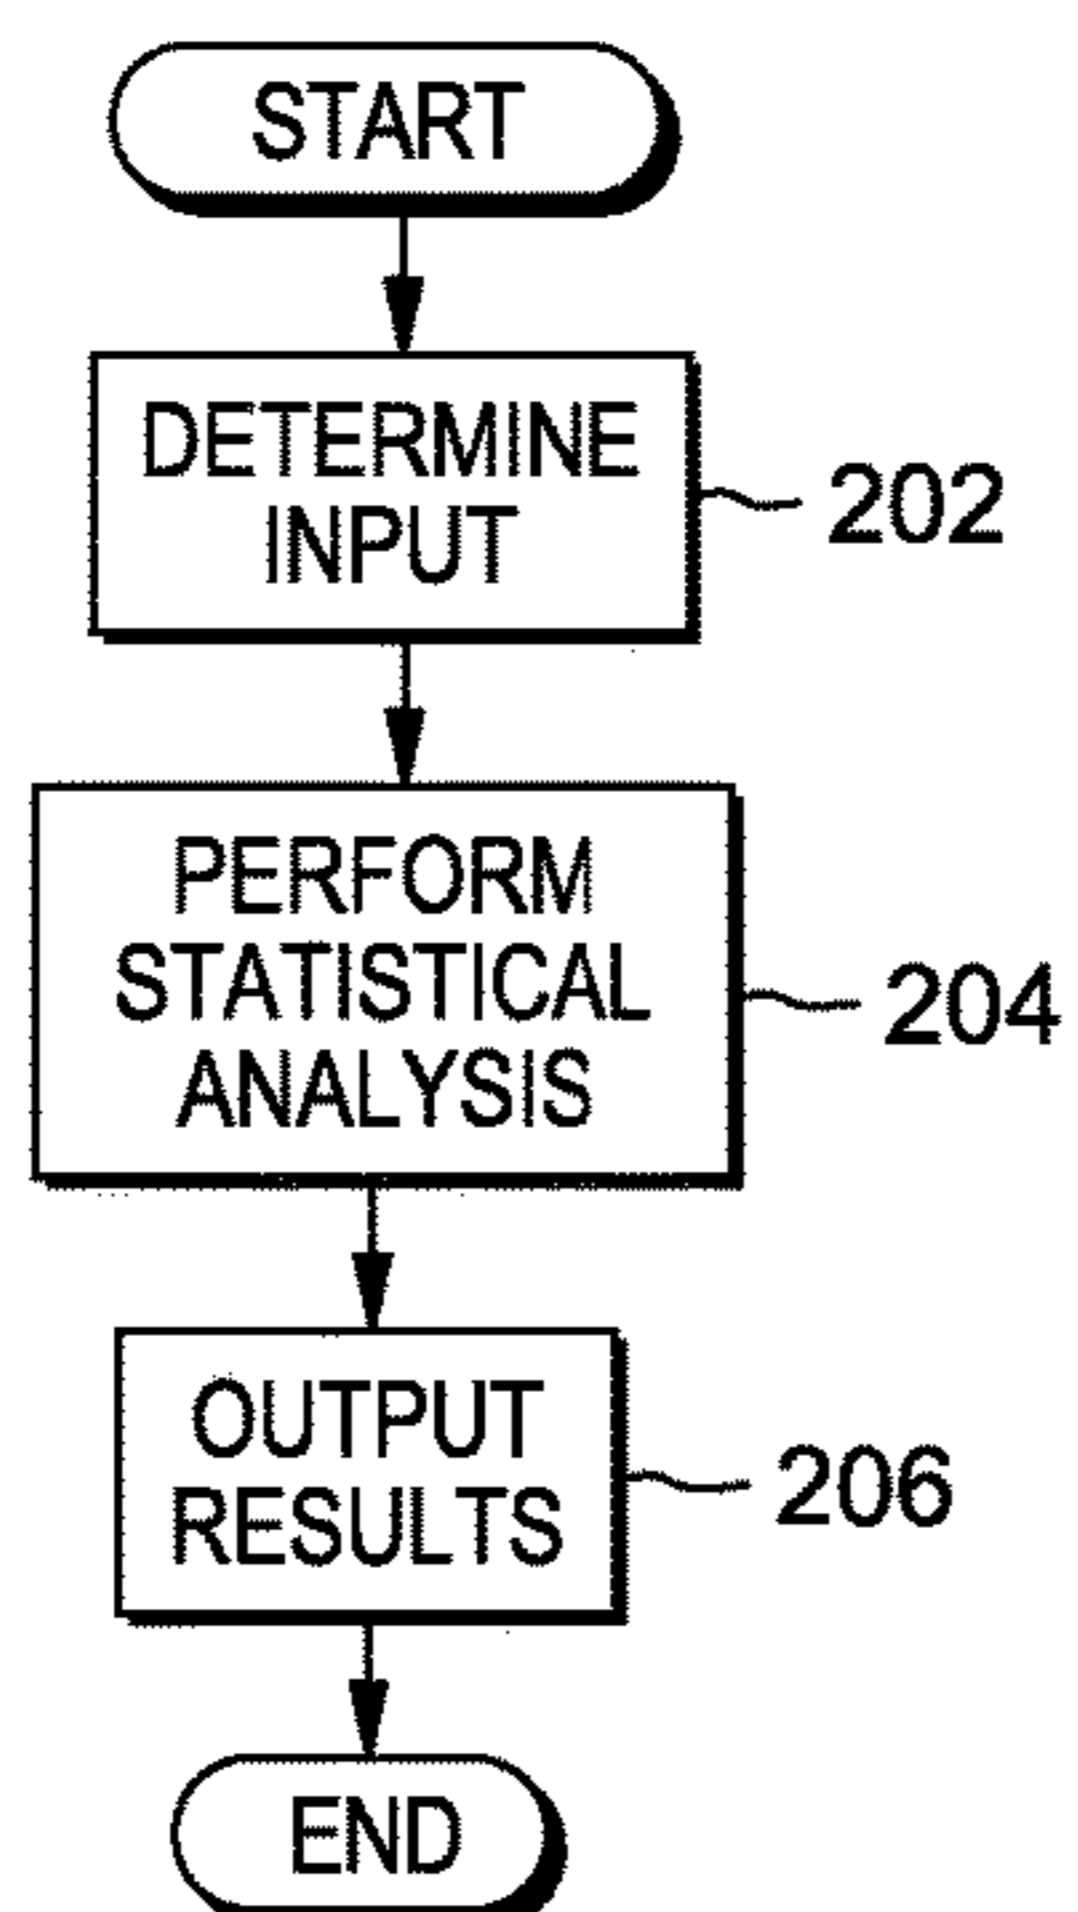 START
DETERMINE
INPUT
202
PERFORM
STATISTICAL
ANALYSIS
204
OUTPUT
RESULTS
206
END